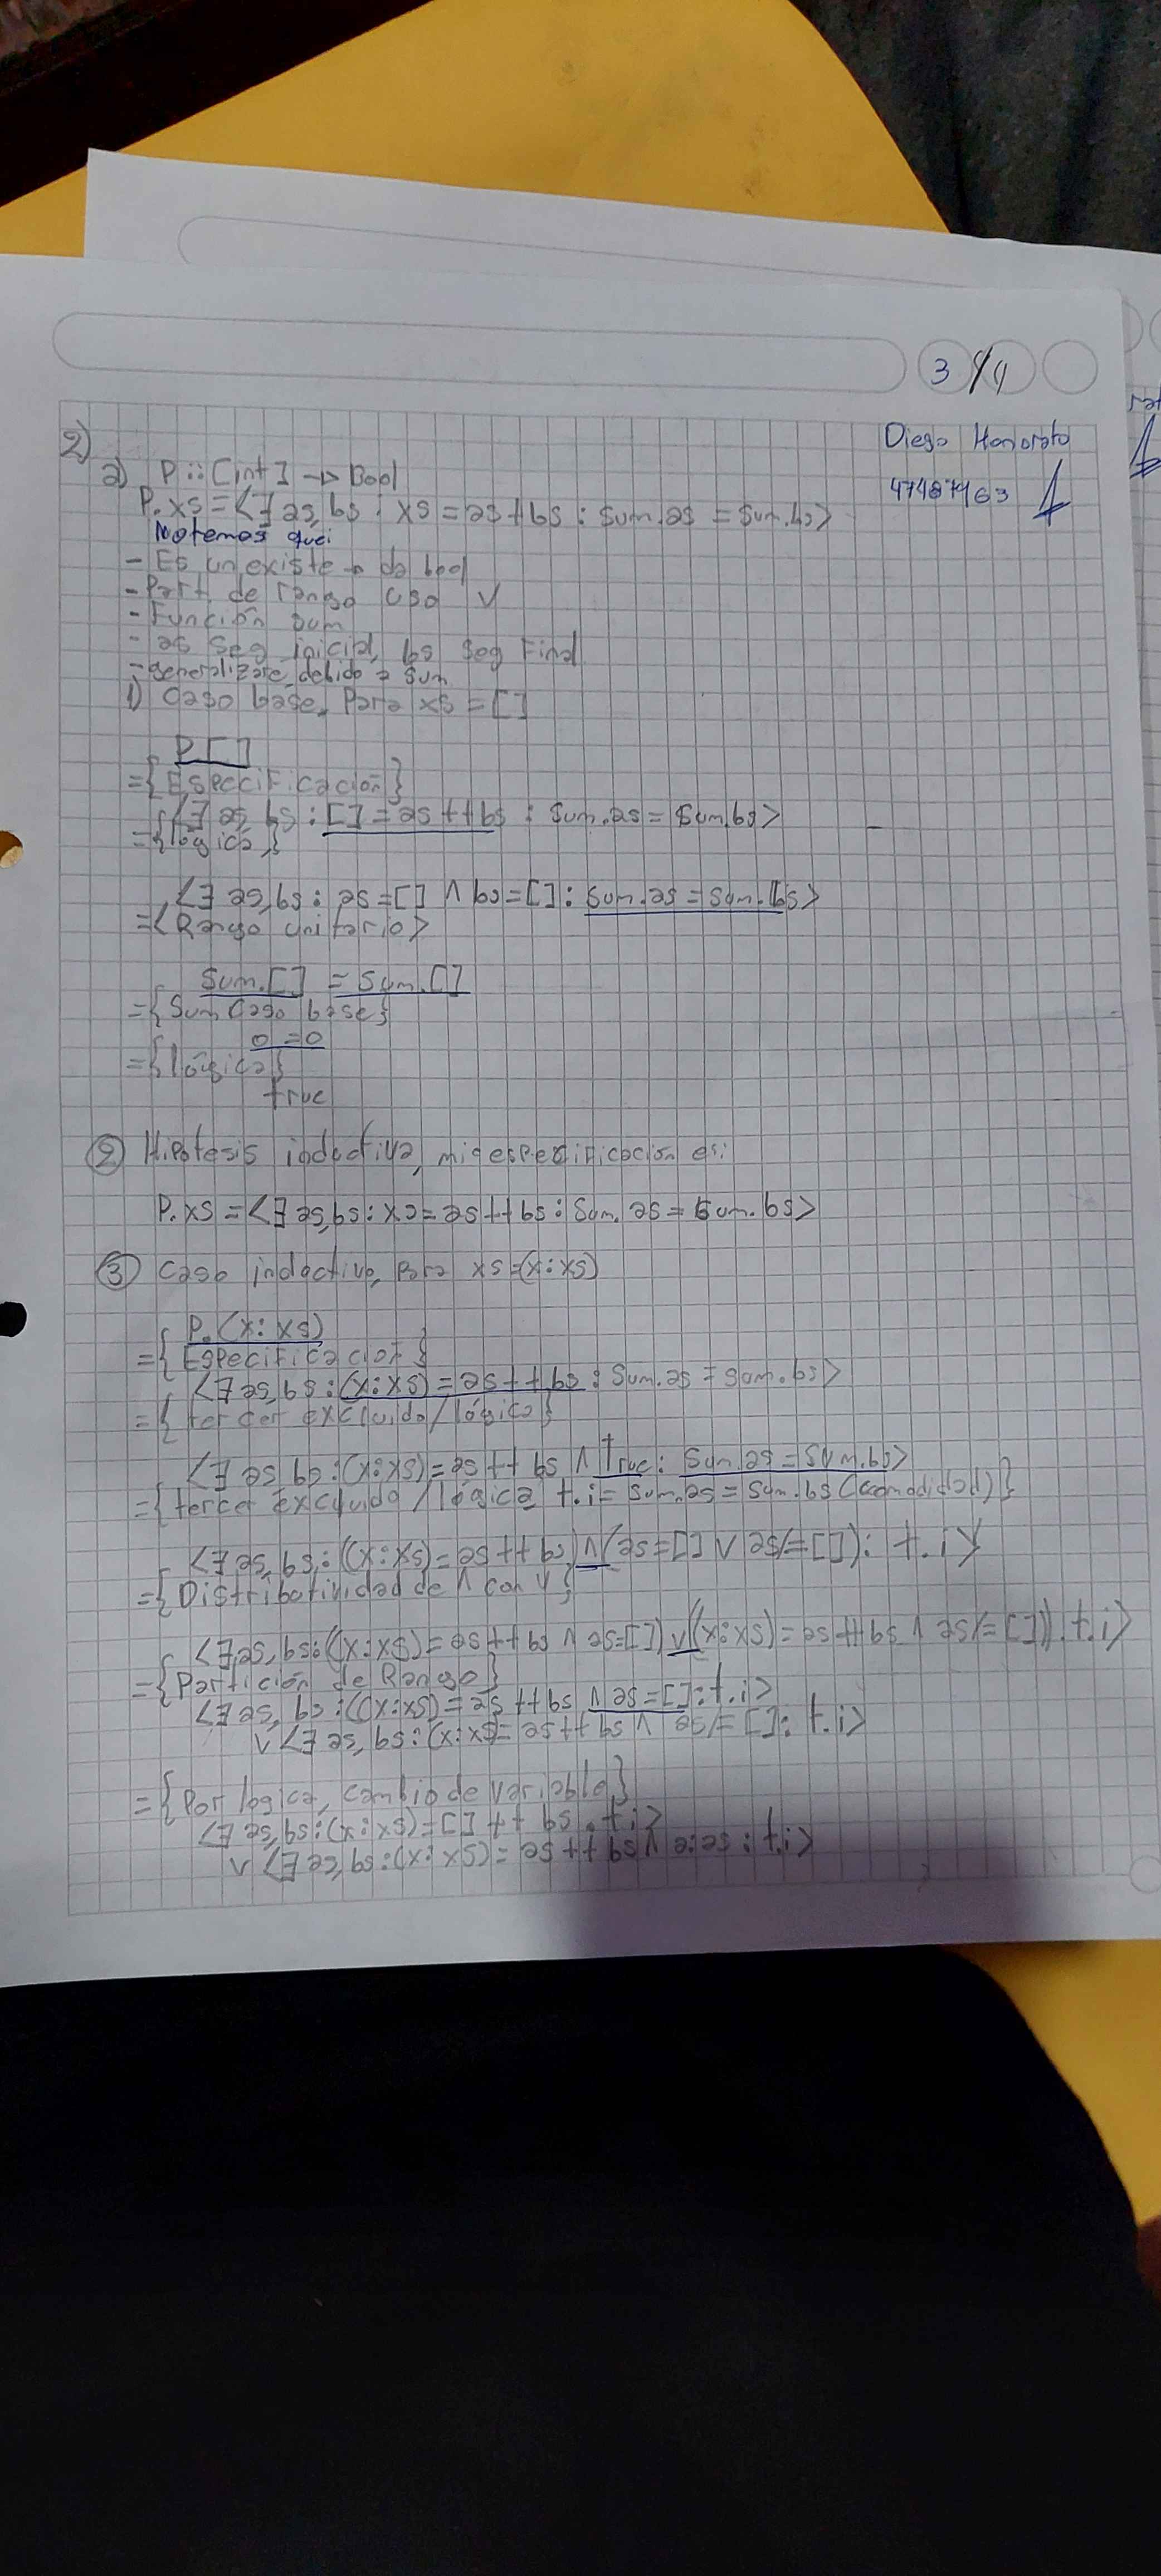 3/4
Diego Honorato
2)
a) P :: [int] → Bool
47487463
P.xs = <∃ as,bs : xs = as ++ bs : sum.as = sum.bs>
Notemos que:
- Es un existe → da bool
- Part. de rango uso ∨
- Función sum
- as seg inicial, bs seg Final
- generalizare debido a sum
1) Caso base, Para xs = []
P.[]
= {Especificación}
<∃ as, bs : [] = as ++ bs : sum.as = sum.bs>
= {lógica}
<∃ as,bs : as = [] ∧ bs = [] : sum.as = sum.bs>
= <Rango unitario>
sum.[] = sum.[]
= {Sum Caso base}
0 = 0
= {lógica}
true
② Hipotesis inductiva, mi especificación es:
P.xs = <∃ as,bs : xs = as ++ bs : sum.as = sum.bs>
③ Caso inductivo, Para xs = (x:xs)
P.(x:xs)
= {Especificación}
<∃ as,bs : (x:xs) = as ++ bs : sum.as = sum.bs>
= {tercer excluido/lógica}
<∃ as,bs : (x:xs) = as ++ bs ∧ True : sum.as = sum.bs>
= {tercer excluido/lógica t.i = sum.as = sum.bs (comodidad)}
<∃ as,bs : ((x:xs) = as ++ bs) ∧ (as = [] ∨ as /= []) : t.i>
= {Distributividad de ∧ con ∨}
<∃ as,bs : ((x:xs) = as ++ bs ∧ as = []) ∨ ((x:xs) = as ++ bs ∧ as /= []) : t.i>
= {Partición de Rango}
<∃ as, bs : (x:xs) = as ++ bs ∧ as = [] : t.i>
∨ <∃ as, bs : (x:xs) = as ++ bs ∧ as /= [] : t.i>
= {Por lógica, cambio de variable}
<∃ as,bs : (x:xs) = [] ++ bs : t.i>
∨ <∃ as,bs : (x:xs) = as ++ bs ∧ a:as : t.i>